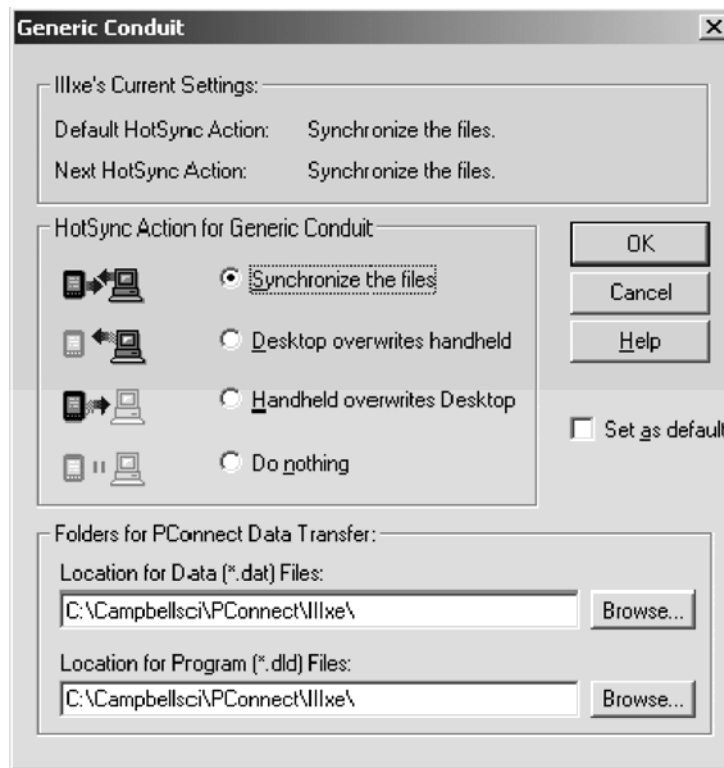 Generic Conduit
IIIxe's Current Settings:
Default HotSync Action: Synchronize the files.
Next HotSync Action: Synchronize the files.
HotSync Action for Generic Conduit
Synchronize the files
Desktop overwrites handheld
Handheld overwrites Desktop
Do nothing
OK
Cancel
Help
Set as default
Folders for PConnect Data Transfer:
Location for Data (*.dat) Files:
C:\Campbellsci\PConnect\IIIxe\
Browse...
Location for Program (*.dld) Files:
C:\Campbellsci\PConnect\IIIxe\
Browse...